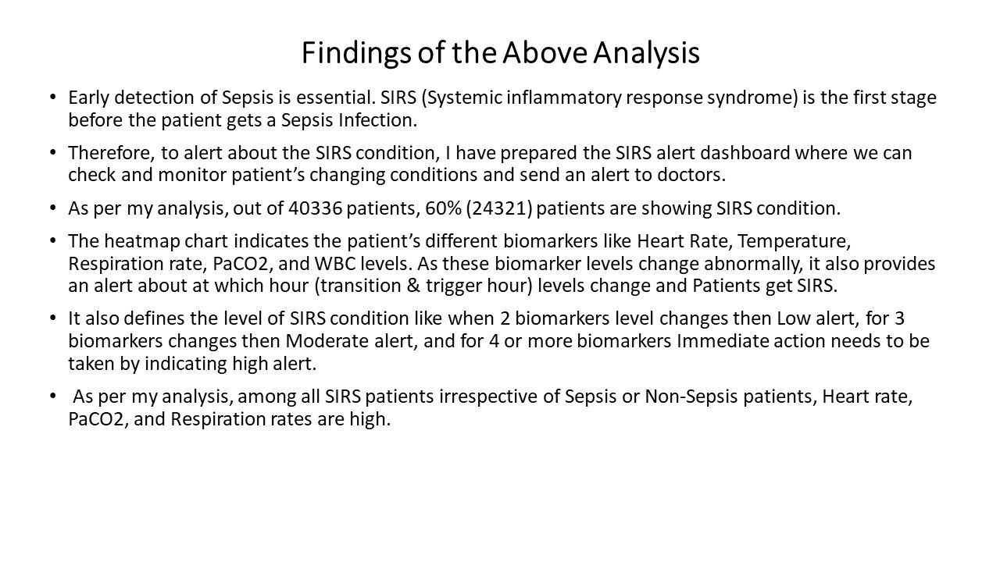 Findings of the Above Analysis
• Early detection of Sepsis is essential. SIRS (Systemic inflammatory response syndrome) is the first stage
before the patient gets a Sepsis Infection.
• Therefore, to alert about the SIRS condition, I have prepared the SIRS alert dashboard where we can
check and monitor patient’s changing conditions and send an alert to doctors.
• As per my analysis, out of 40336 patients, 60% (24321) patients are showing SIRS condition.
• The heatmap chart indicates the patient’s different biomarkers like Heart Rate, Temperature,
Respiration rate, PaCO2, and WBC levels. As these biomarker levels change abnormally, it also provides
an alert about at which hour (transition & trigger hour) levels change and Patients get SIRS.
• It also defines the level of SIRS condition like when 2 biomarkers level changes then Low alert, for 3
biomarkers changes then Moderate alert, and for 4 or more biomarkers Immediate action needs to be
taken by indicating high alert.
• As per my analysis, among all SIRS patients irrespective of Sepsis or Non-Sepsis patients, Heart rate,
PaCO2, and Respiration rates are high.